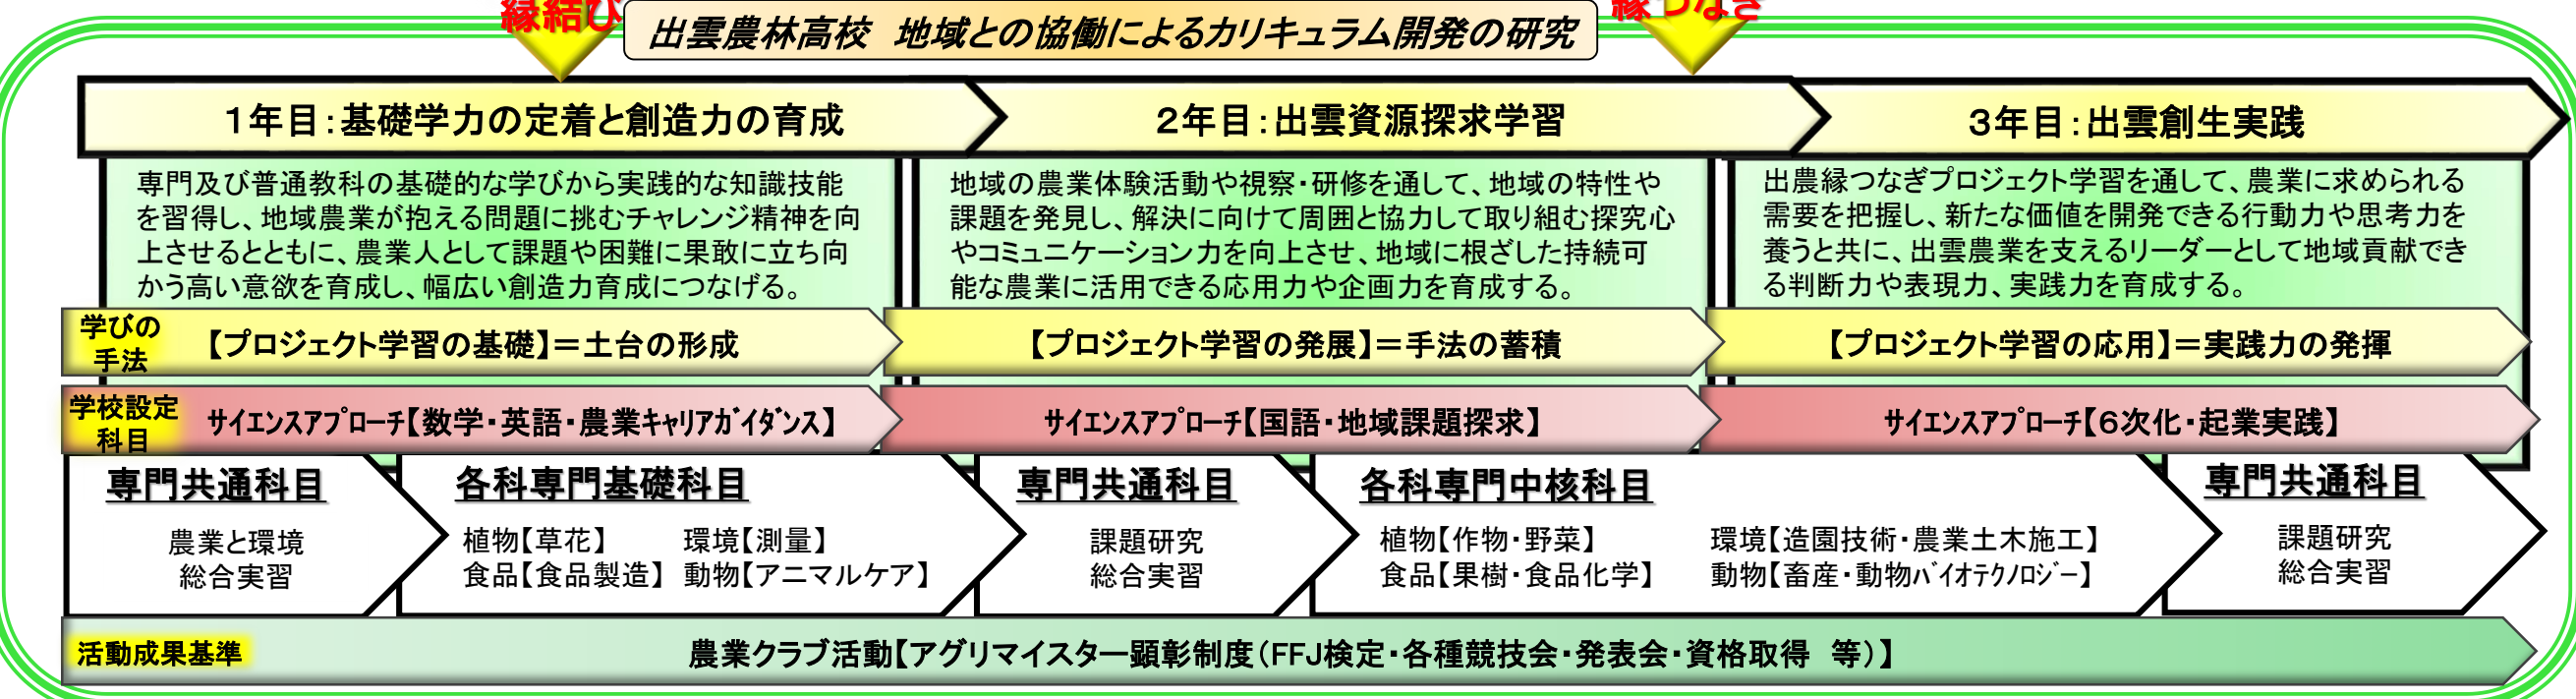 縁結び
出雲農林高校　地域との協働によるカリキュラム開発の研究
縁つなぎ
1年目：基礎学力の定着と創造力の育成
専門及び普通教科の基礎的な学びから実践的な知識技能
を習得し、地域農業が抱える問題に挑むチャレンジ精神を向
上させるとともに、農業人として課題や困難に果敢に立ち向
かう高い意欲を育成し、幅広い創造力育成につなげる。
2年目：出雲資源探求学習
地域の農業体験活動や視察・研修を通して、地域の特性や
課題を発見し、解決に向けて周囲と協力して取り組む探究心
やコミュニケーション力を向上させ、地域に根ざした持続可
能な農業に活用できる応用力や企画力を育成する。
3年目：出雲創生実践
出農縁つなぎプロジェクト学習を通して、農業に求められる
需要を把握し、新たな価値を開発できる行動力や思考力を
養うと共に、出雲農業を支えるリーダーとして地域貢献でき
る判断力や表現力、実践力を育成する。
学びの
手法
【プロジェクト学習の基礎】＝土台の形成
【プロジェクト学習の発展】＝手法の蓄積
【プロジェクト学習の応用】＝実践力の発揮
学校設定
科目
ｻｲｴﾝｽｱﾌﾟﾛｰﾁ【数学・英語・農業ｷｬﾘｱｶﾞｲﾀﾞﾝｽ】
ｻｲｴﾝｽｱﾌﾟﾛｰﾁ【国語・地域課題探求】
ｻｲｴﾝｽｱﾌﾟﾛｰﾁ【6次化・起業実践】
専門共通科目
農業と環境
総合実習
各科専門基礎科目
植物【草花】　環境【測量】
食品【食品製造】　動物【アニマルケア】
専門共通科目
課題研究
総合実習
各科専門中核科目
植物【作物・野菜】　環境【造園技術・農業土木施工】
食品【果樹・食品化学】　動物【畜産・動物ﾊﾞｲｵﾃｸﾉﾛｼﾞｰ】
専門共通科目
課題研究
総合実習
活動成果基準
農業クラブ活動【アグリマイスター顕彰制度（FFJ検定・各種競技会・発表会・資格取得　等）】